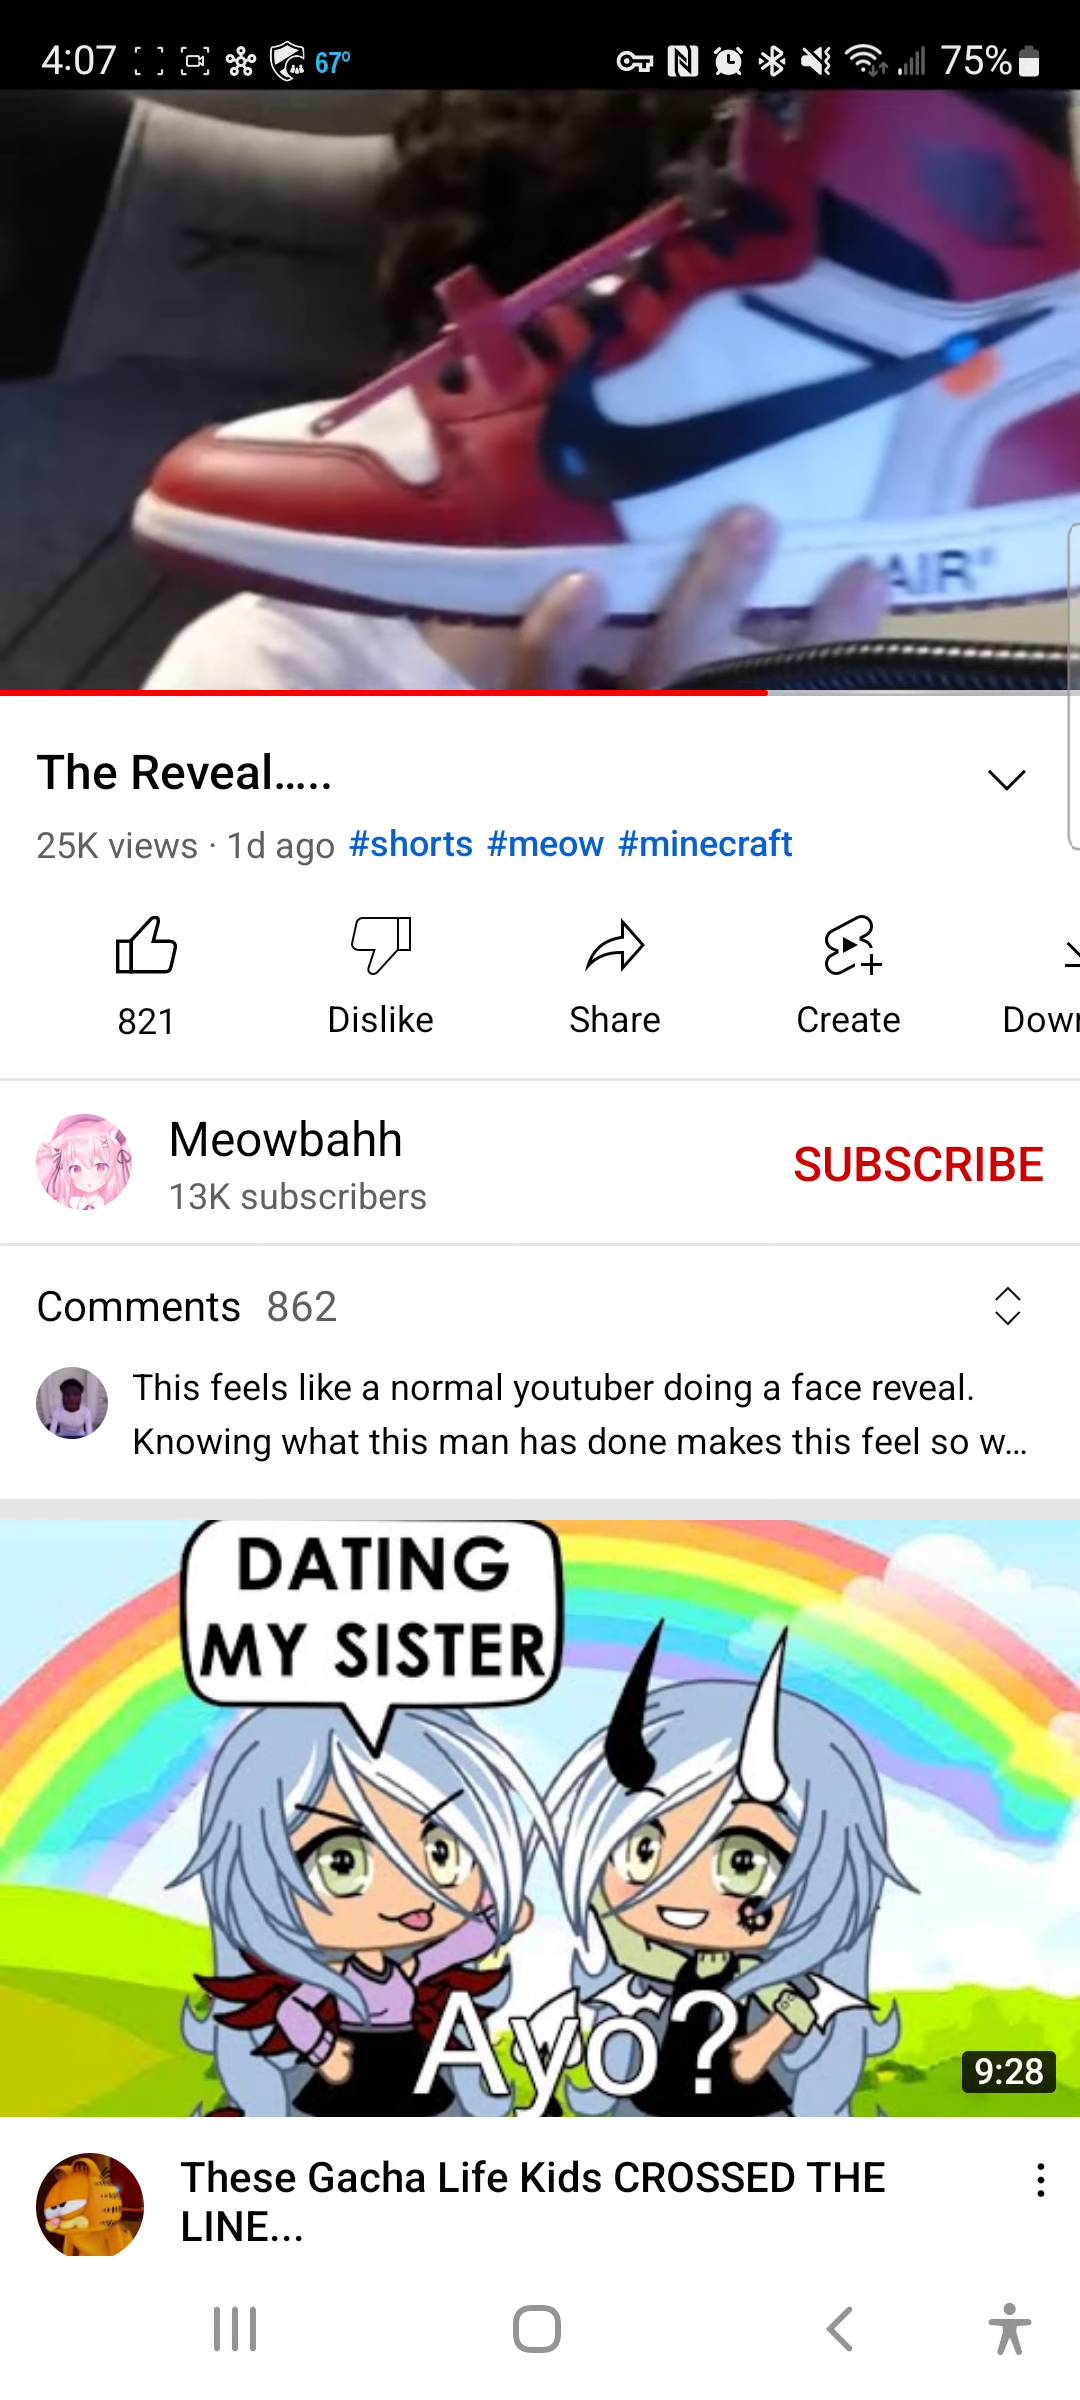 4:07
67°
75%
AIR"
The Reveal.....
25K views · 1d ago #shorts #meow #minecraft
821
Dislike
Share
Create
Dow
Meowbahh
13K subscribers
SUBSCRIBE
Comments 862
This feels like a normal youtuber doing a face reveal.
Knowing what this man has done makes this feel so w...
DATING
MY SISTER
Ayo?
9:28
These Gacha Life Kids CROSSED THE
LINE...